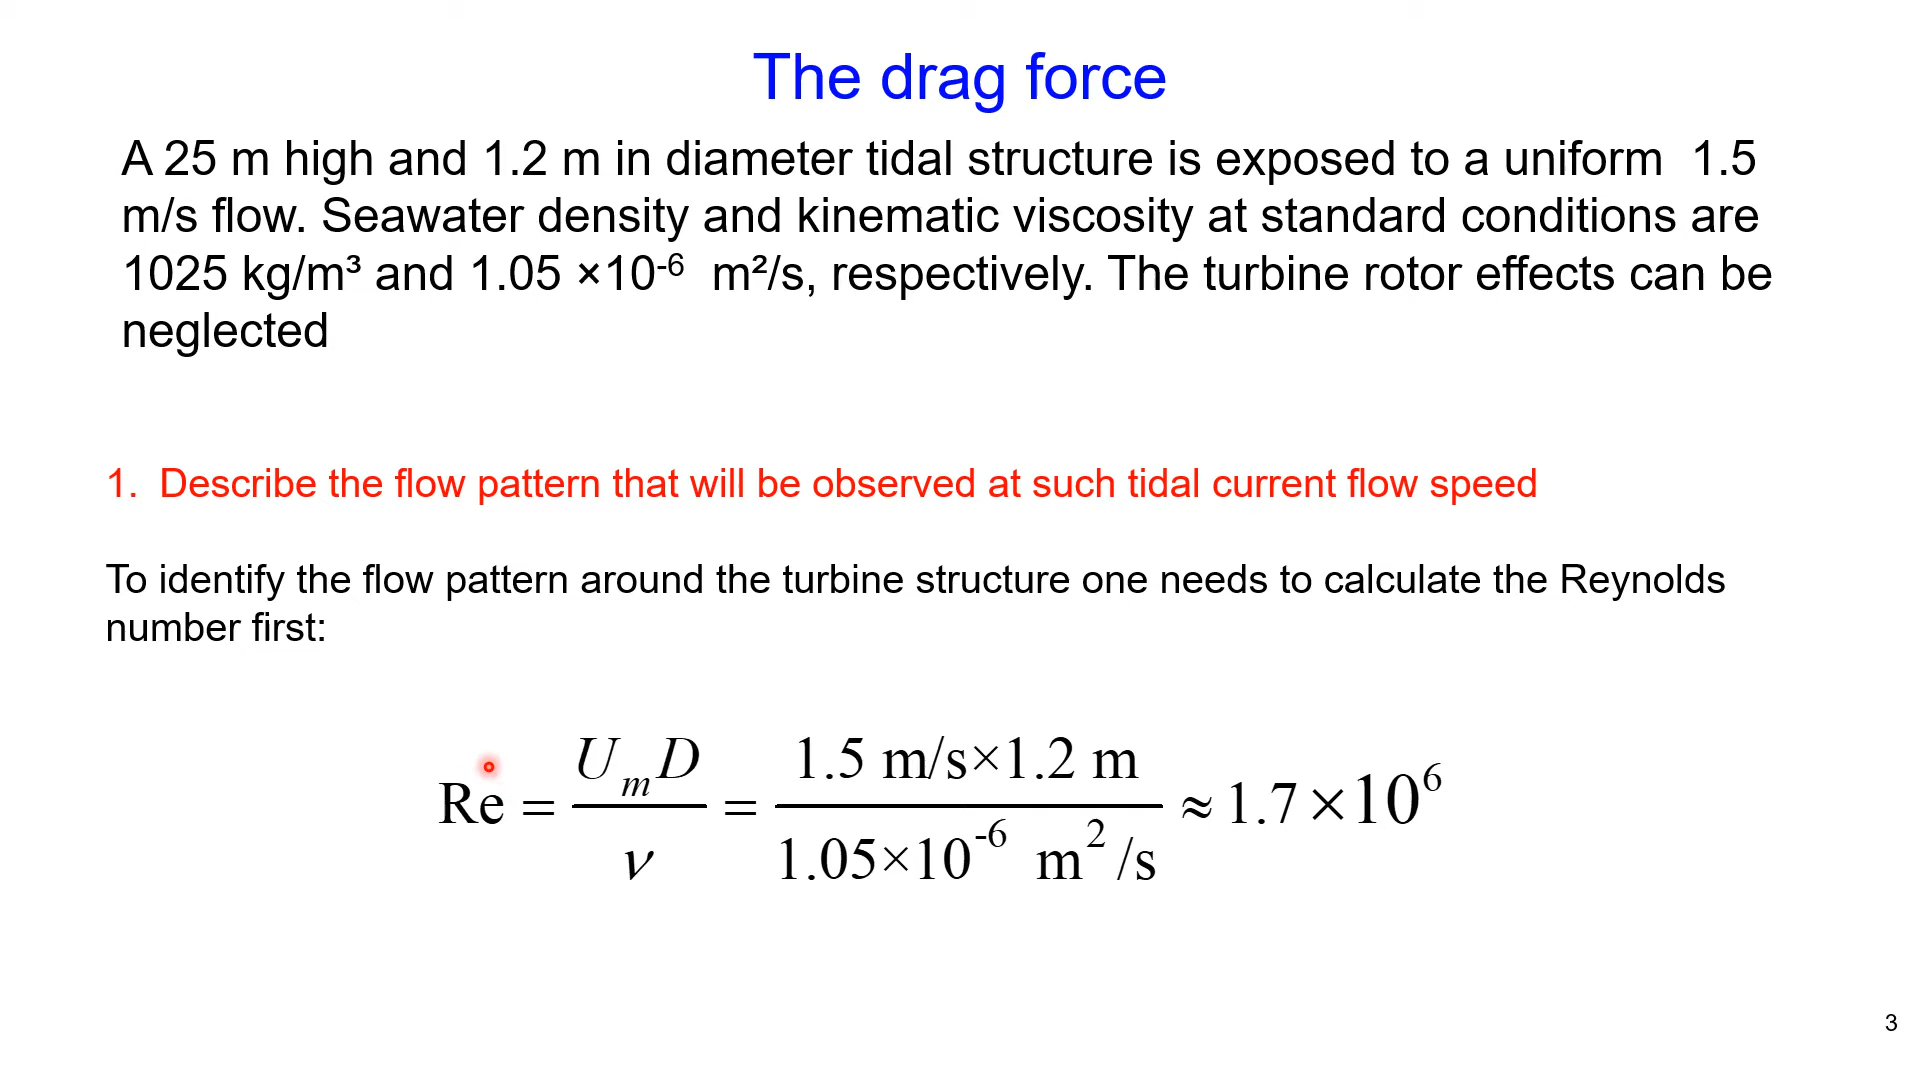 The drag force
A 25 m high and 1.2 m in diameter tidal structure is exposed to a uniform 1.5
m/s flow. Seawater density and kinematic viscosity at standard conditions are
1025 kg/m³ and 1.05 ×10⁻⁶ m²/s, respectively. The turbine rotor effects can be
neglected
1. Describe the flow pattern that will be observed at such tidal current flow speed
To identify the flow pattern around the turbine structure one needs to calculate the Reynolds
number first:
Re = U_m D / ν = 1.5 m/s×1.2 m / 1.05×10⁻⁶ m²/s ≈ 1.7 ×10⁶
3